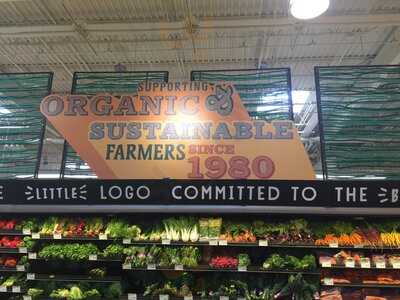 SUPPORTING
ORGANIC &
SUSTAINABLE
FARMERS SINCE
1980
LITTLE LOGO COMMITTED TO THE